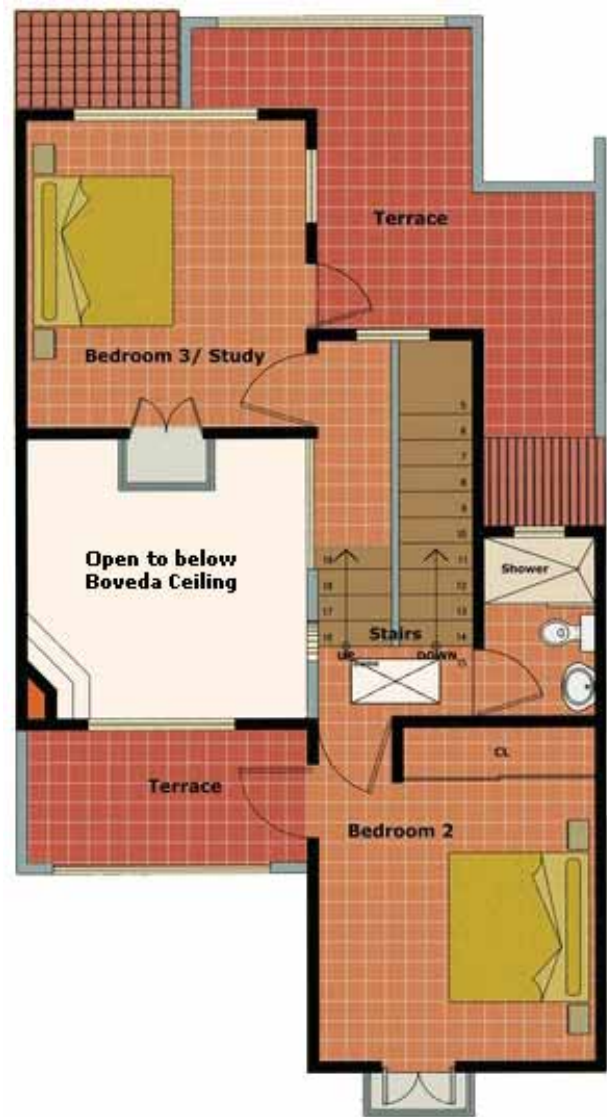 Terrace
Bedroom 3/ Study
5
6
7
8
9
10
Open to below
Boveda Ceiling
19 11
18 12
17 13
16 14
Shower
Stairs
UP DOWN
15
CL
Terrace
Bedroom 2